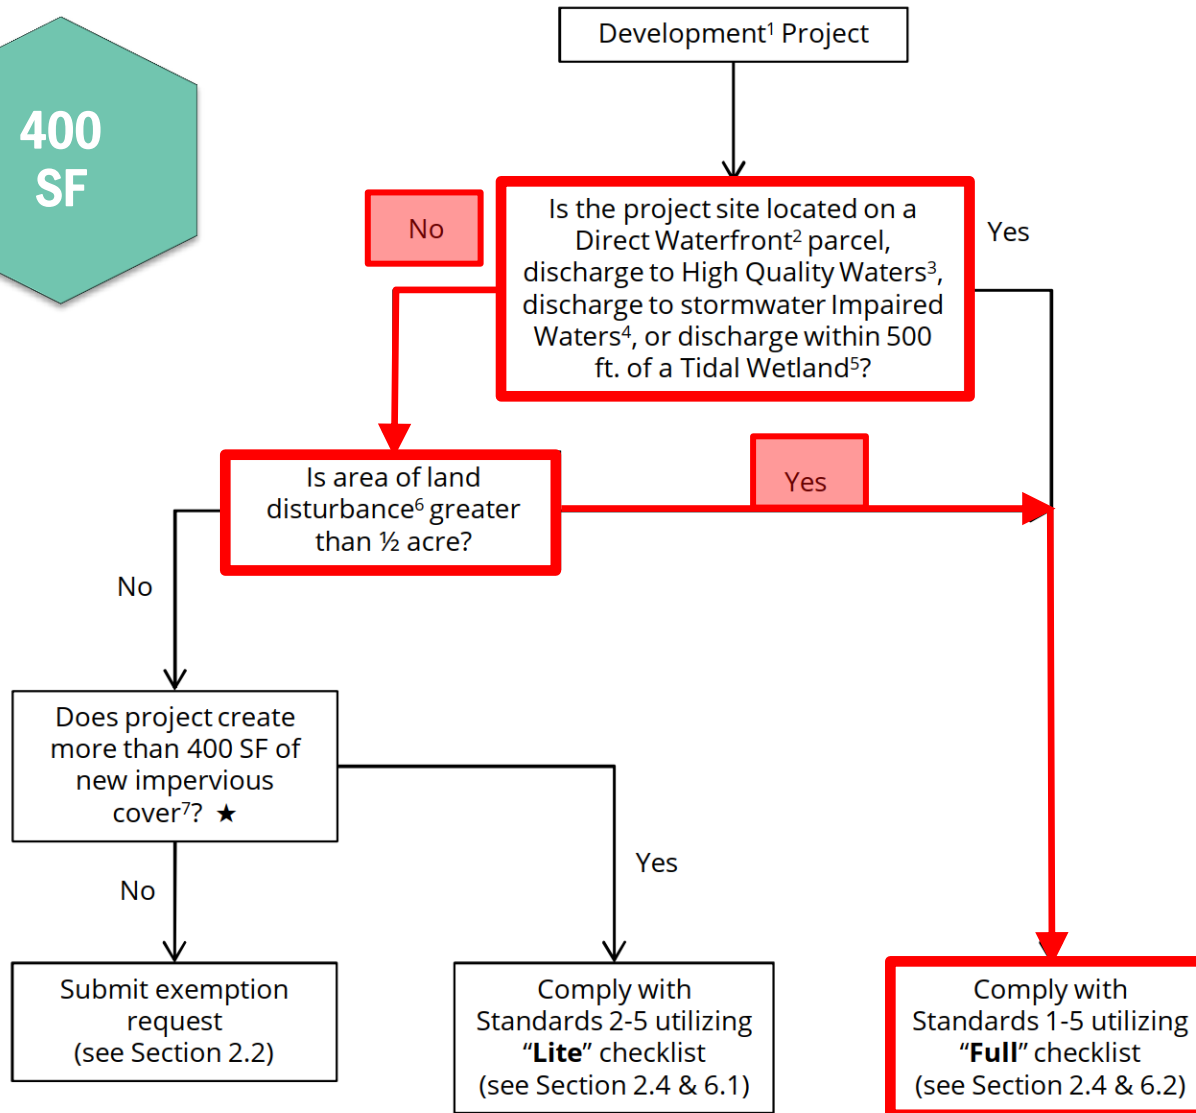 400
SF
Development¹ Project
No
Is the project site located on a
Direct Waterfront² parcel,
discharge to High Quality Waters³,
discharge to stormwater Impaired
Waters⁴, or discharge within 500
ft. of a Tidal Wetland⁵?
Yes
Is area of land
disturbance⁶ greater
than ½ acre?
Yes
No
Does project create
more than 400 SF of
new impervious
cover⁷? ★
No
Yes
Submit exemption
request
(see Section 2.2)
Comply with
Standards 2-5 utilizing
“Lite” checklist
(see Section 2.4 & 6.1)
Comply with
Standards 1-5 utilizing
“Full” checklist
(see Section 2.4 & 6.2)